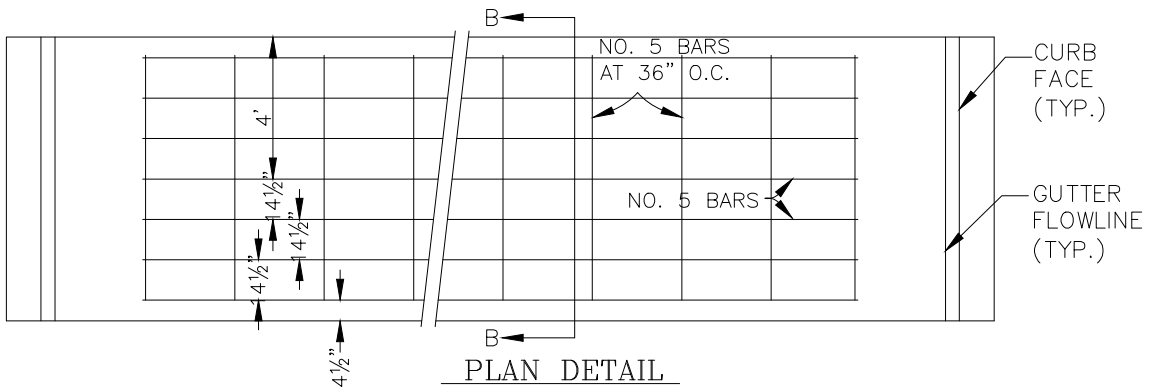 B
NO. 5 BARS
AT 36" O.C.
CURB
FACE
(TYP.)
4'
14½"
NO. 5 BARS
14½"
14½"
GUTTER
FLOWLINE
(TYP.)
4½"
B
PLAN DETAIL